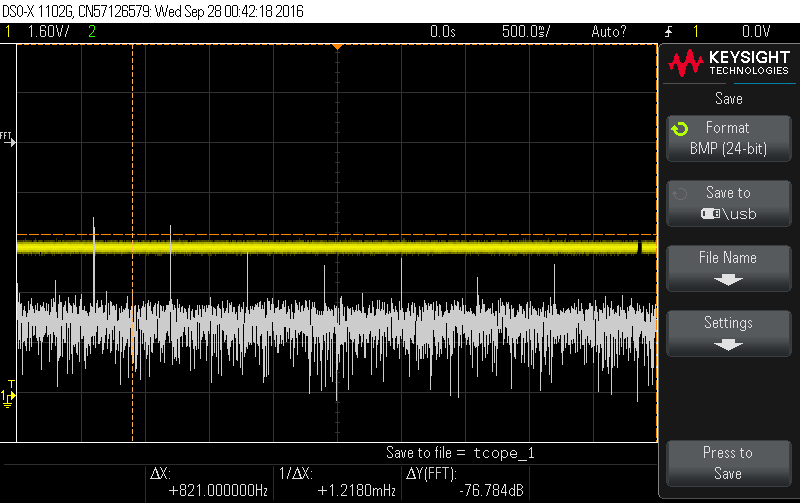 DSO-X 1102G, CN57126579: Wed Sep 28 00:42:18 2016
1 1.60V/ 2 0.0s 500.0ms/ Auto? 1 0.0V
KEYSIGHT
TECHNOLOGIES
Save
Format
BMP (24-bit)
Save to
\usb
File Name
Settings
Press to
Save
FFT
T
1
Save to file = tcope_1
ΔX:
+821.000000Hz
1/ΔX:
+1.2180mHz
ΔY(FFT):
-76.784dB